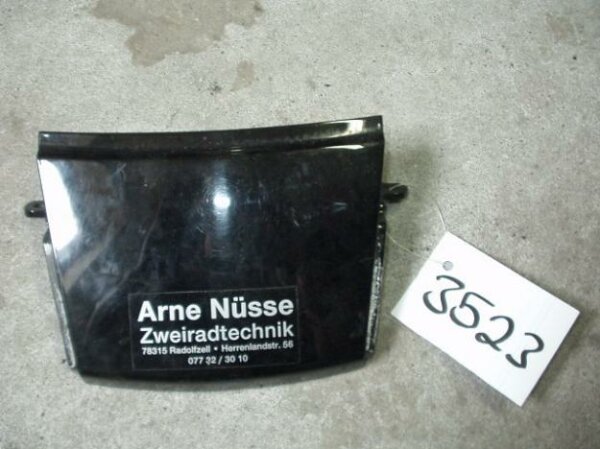 Arne Nüsse
Zweiradtechnik
78315 Radolfzell • Herrenlandstr. 56
077 32 / 30 10
3523